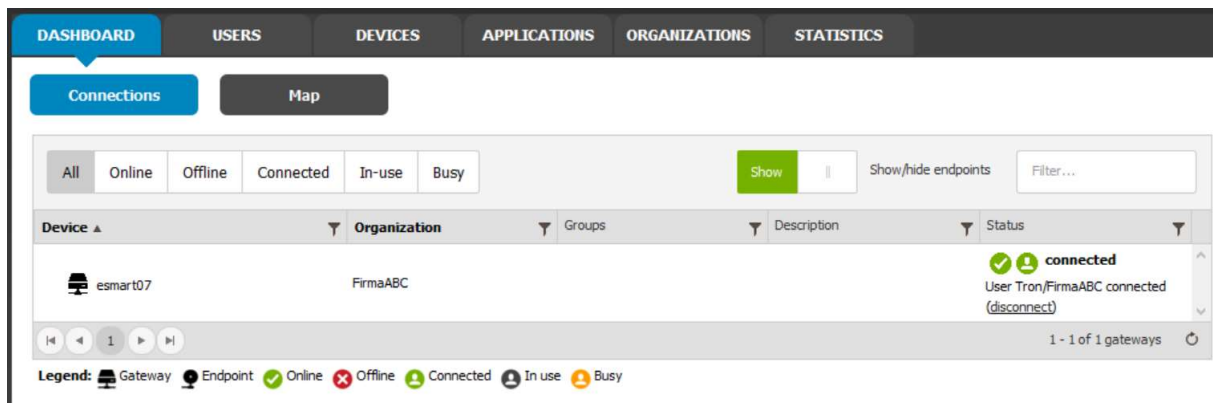 DASHBOARD USERS DEVICES APPLICATIONS ORGANIZATIONS STATISTICS
Connections Map
All Online Offline Connected In-use Busy Show Show/hide endpoints Filter...
Device Organization Groups Description Status
esmart07 FirmaABC connected
User Tron/FirmaABC connected
(disconnect)
1 1 - 1 of 1 gateways
Legend: Gateway Endpoint Online Offline Connected In use Busy